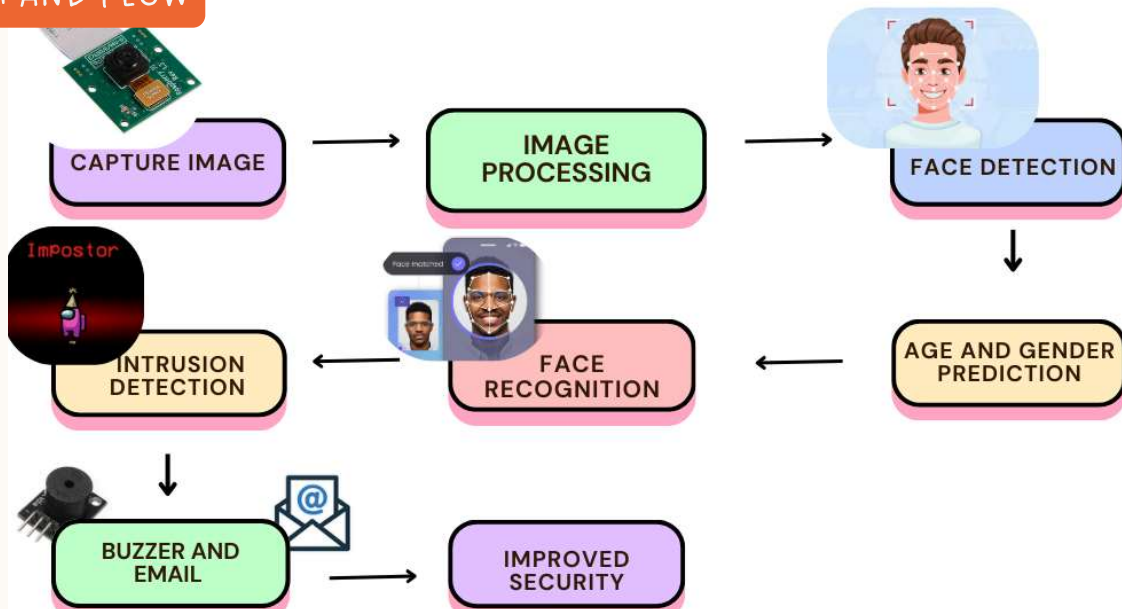 AND FLOW
CAPTURE IMAGE
IMAGE
PROCESSING
FACE DETECTION
Impostor
Face matched
INTRUSION
DETECTION
FACE
RECOGNITION
AGE AND GENDER
PREDICTION
@
BUZZER AND
EMAIL
IMPROVED
SECURITY